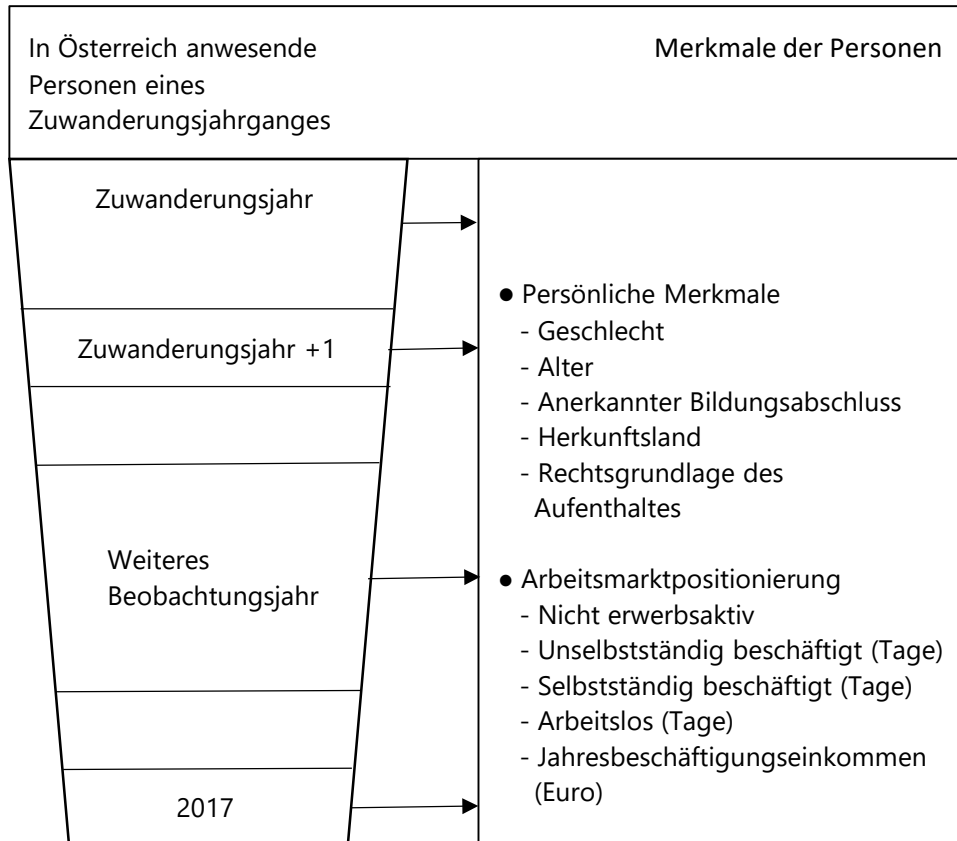 In Österreich anwesende
Personen eines
Zuwanderungsjahrganges
Merkmale der Personen
Zuwanderungsjahr
Zuwanderungsjahr +1
Weiteres
Beobachtungsjahr
2017
● Persönliche Merkmale
- Geschlecht
- Alter
- Anerkannter Bildungsabschluss
- Herkunftsland
- Rechtsgrundlage des
Aufenthaltes
● Arbeitsmarktpositionierung
- Nicht erwerbsaktiv
- Unselbstständig beschäftigt (Tage)
- Selbstständig beschäftigt (Tage)
- Arbeitslos (Tage)
- Jahresbeschäftigungseinkommen
(Euro)